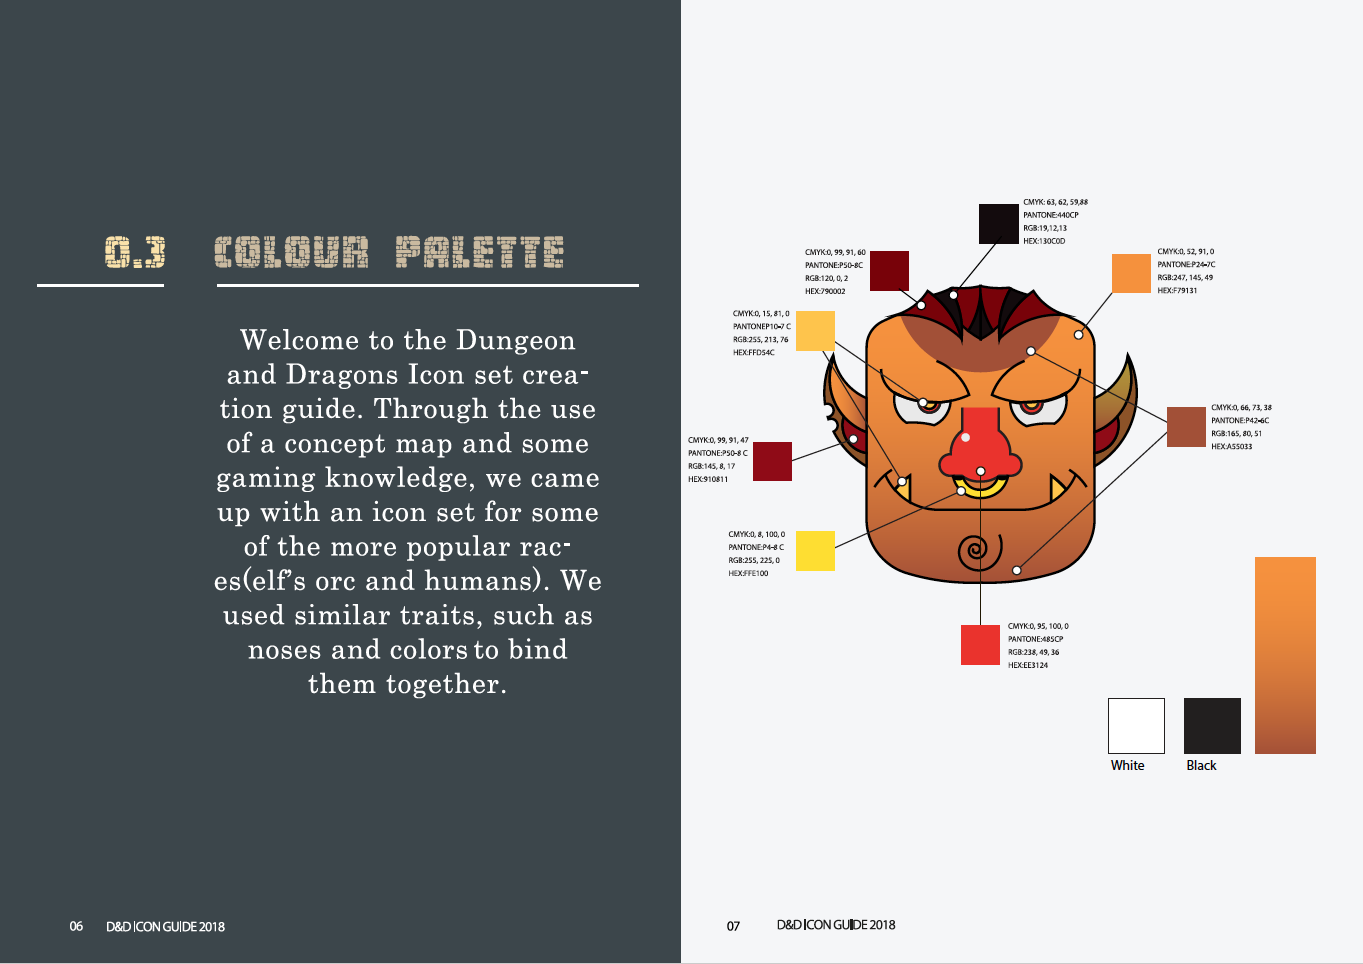 0.3 COLOUR PALETTE
Welcome to the Dungeon
and Dragons Icon set crea-
tion guide. Through the use
of a concept map and some
gaming knowledge, we came
up with an icon set for some
of the more popular rac-
es(elf's orc and humans). We
used similar traits, such as
noses and colors to bind
them together.
06 D&D ICON GUIDE 2018
CMYK: 63, 62, 59,88
PANTONE:440CP
RGB:19,12,13
HEX:130C0D
CMYK:0, 99, 91, 60
PANTONE:P50-8C
RGB:120, 0, 2
HEX:790002
CMYK:0, 52, 91, 0
PANTONE:P24-7C
RGB:247, 145, 49
HEX:F79131
CMYK:0, 15, 81, 0
PANTONEP10-7 C
RGB:255, 213, 76
HEX:FFD54C
CMYK:0, 66, 73, 38
PANTONE:P42-6C
RGB:165, 80, 51
HEX:A55033
CMYK:0, 99, 91, 47
PANTONE:P50-8 C
RGB:145, 8, 17
HEX:910811
CMYK:0, 8, 100, 0
PANTONE:P4-8 C
RGB:255, 225, 0
HEX:FFE100
CMYK:0, 95, 100, 0
PANTONE:485CP
RGB:238, 49, 36
HEX:EE3124
White
Black
07 D&D ICON GUIDE 2018